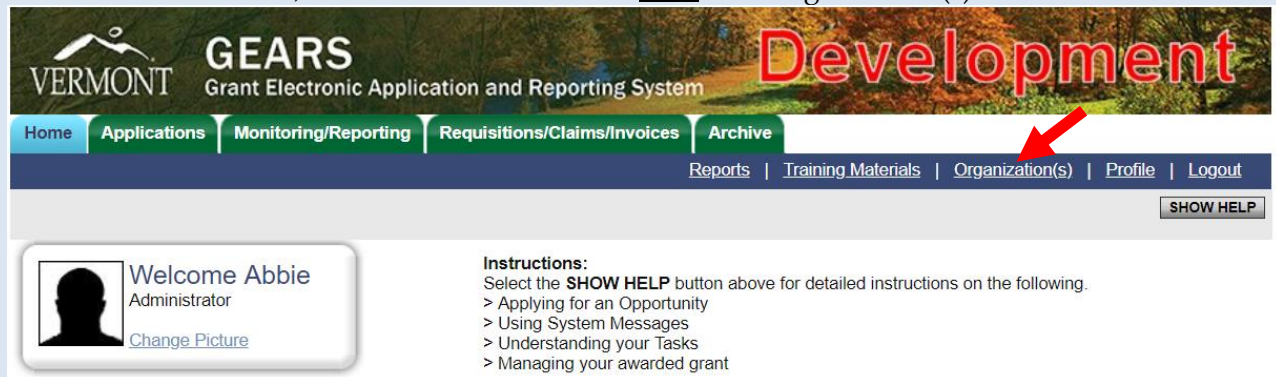 VERMONT GEARS Development
Grant Electronic Application and Reporting System
Home Applications Monitoring/Reporting Requisitions/Claims/Invoices Archive
Reports | Training Materials | Organization(s) | Profile | Logout
SHOW HELP
Welcome Abbie
Administrator
Change Picture
Instructions:
Select the SHOW HELP button above for detailed instructions on the following.
> Applying for an Opportunity
> Using System Messages
> Understanding your Tasks
> Managing your awarded grant